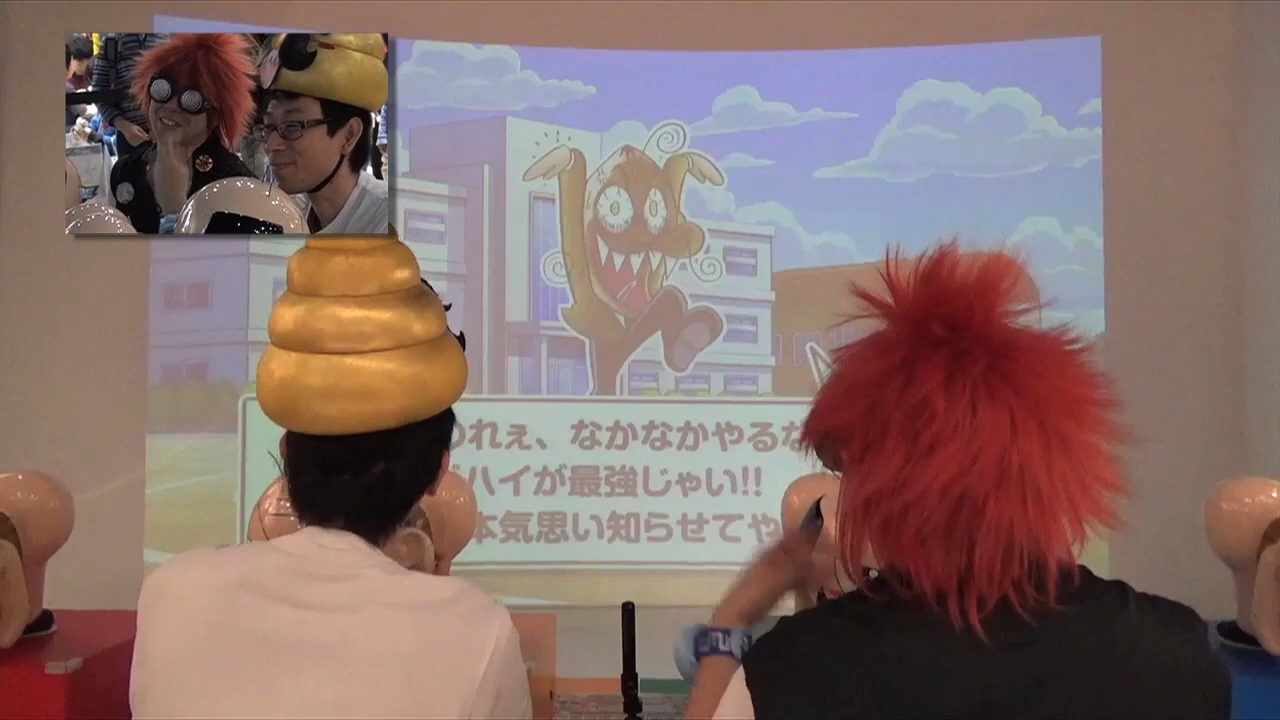 われぇ、なかなかやるな
ハイが最強じゃい!!
本気思い知らせてや